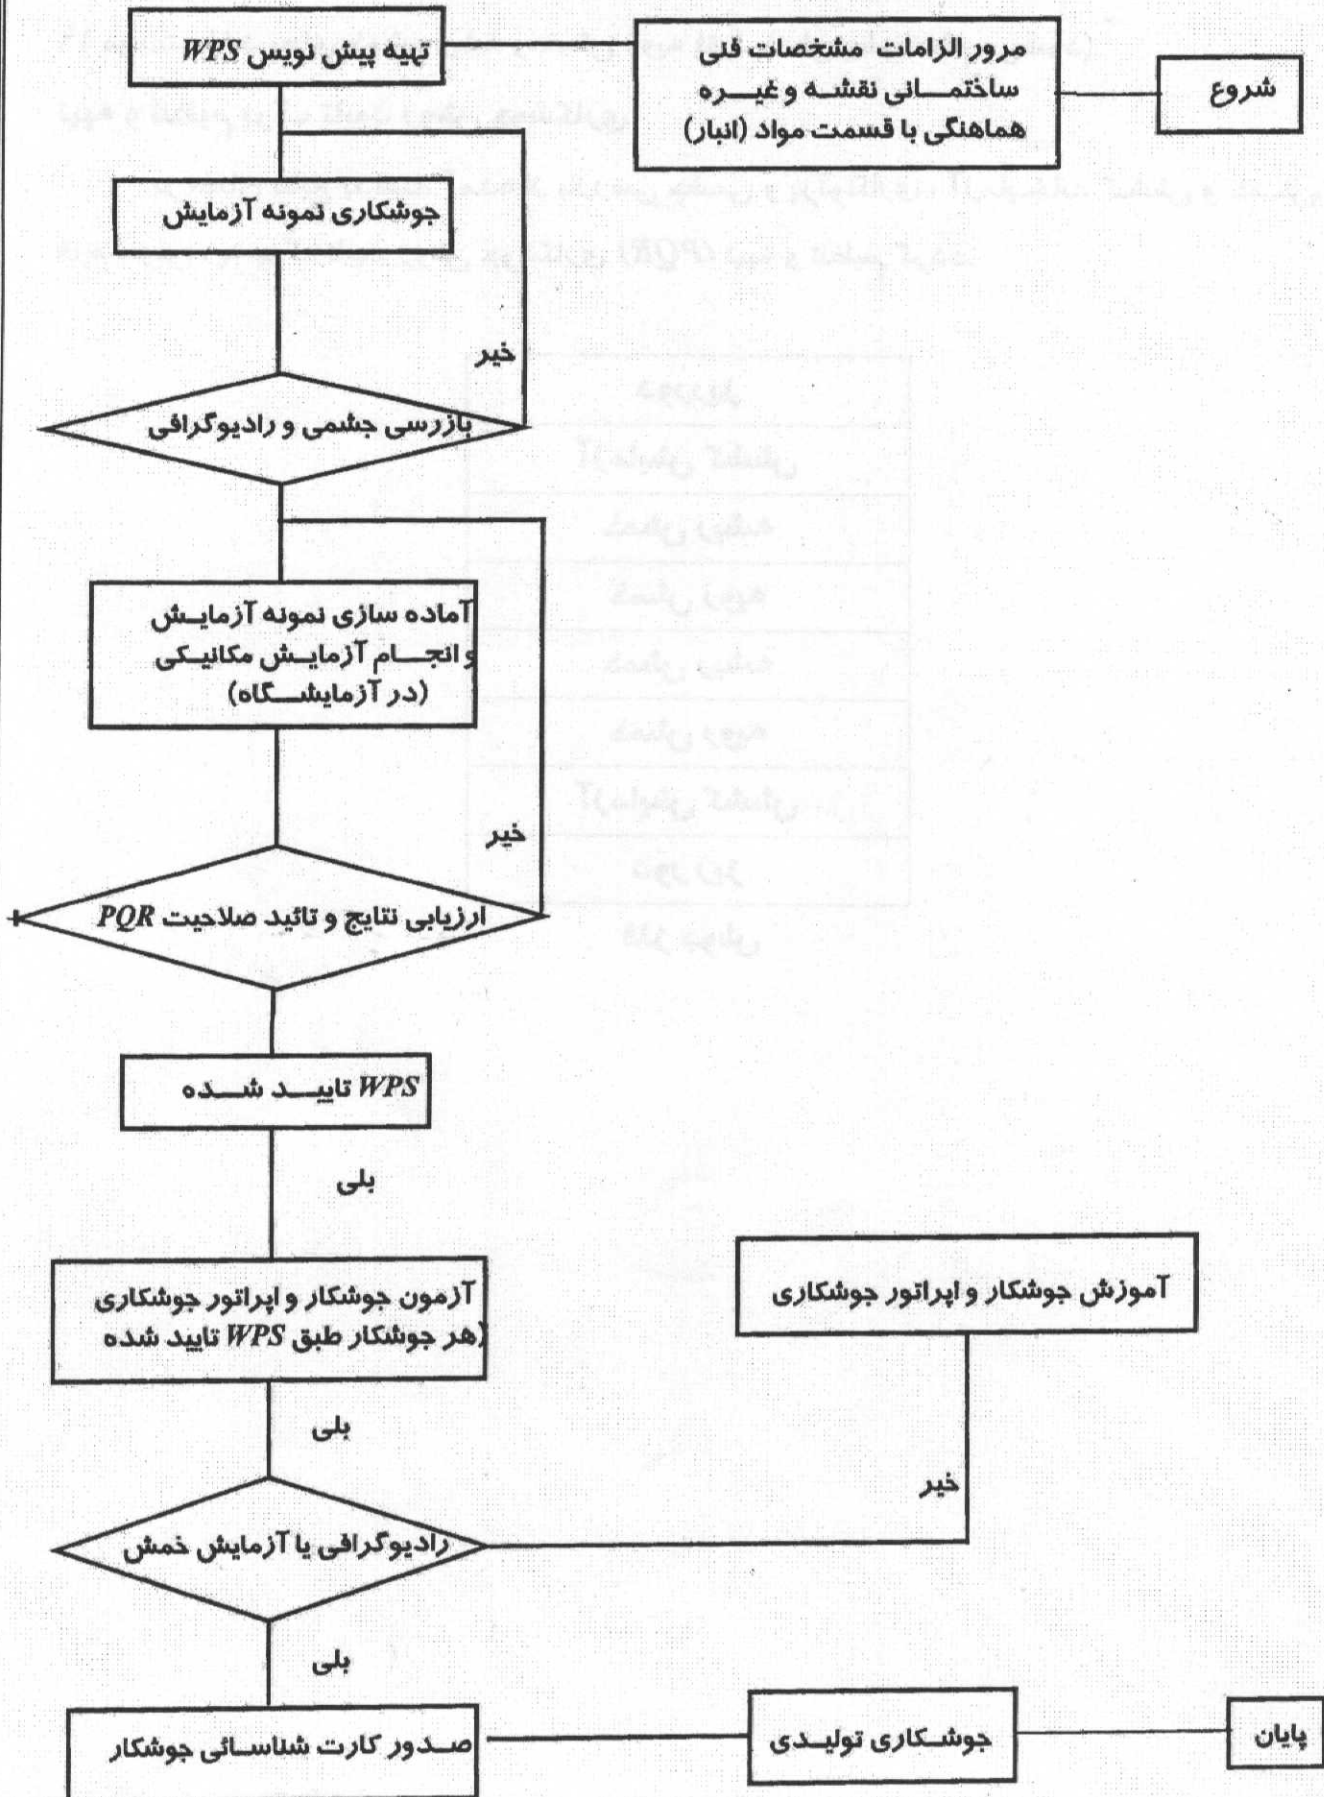 شروع
مرور الزامات مشخصات فنی
ساختمانی نقشه و غیره
هماهنگی با قسمت مواد (انبار)
تهیه پیش نویس WPS
جوشکاری نمونه آزمایش
خیر
بازرسی چشمی و رادیوگرافی
آماده سازی نمونه آزمایش
و انجام آزمایش مکانیکی
(در آزمایشگاه)
خیر
ارزیابی نتایج و تائید صلاحیت PQR
WPS تایید شده
بلی
آزمون جوشکار و اپراتور جوشکاری
(هر جوشکار طبق WPS تایید شده
آموزش جوشکار و اپراتور جوشکاری
بلی
خیر
رادیوگرافی یا آزمایش خمش
بلی
صدور کارت شناسائی جوشکار
جوشکاری تولیدی
پایان